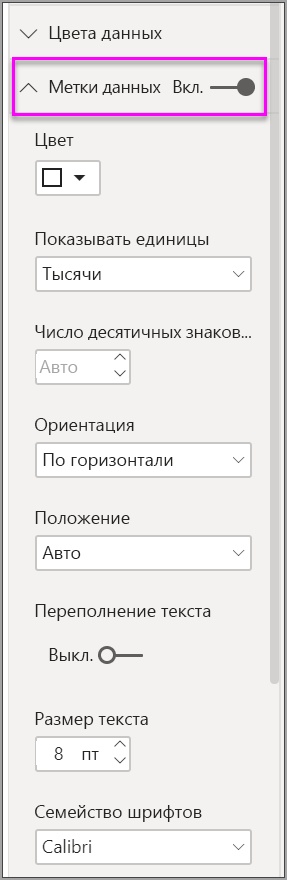 Цвета данных
Метки данных Вкл.
Цвет
Показывать единицы
Тысячи
Число десятичных знаков...
Авто
Ориентация
По горизонтали
Положение
Авто
Переполнение текста
Выкл.
Размер текста
8 пт
Семейство шрифтов
Calibri